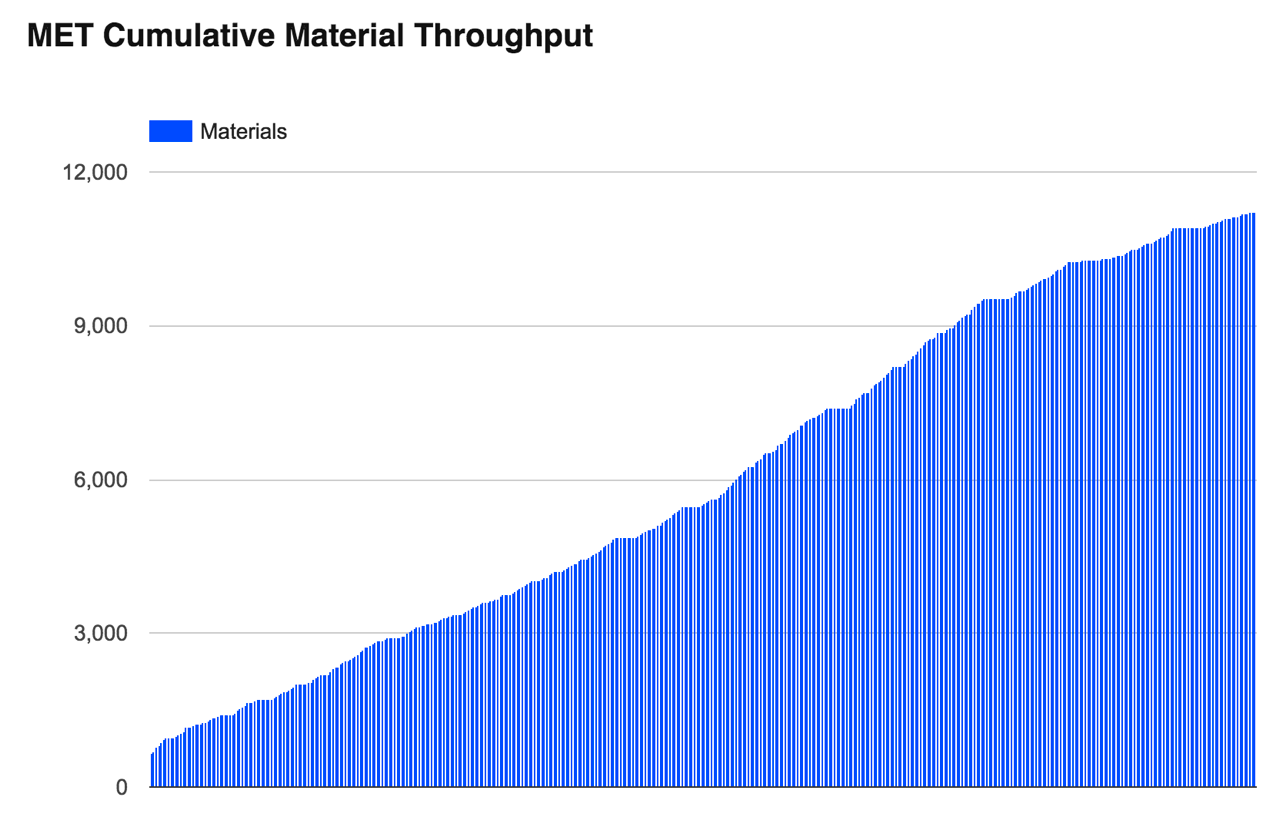 MET Cumulative Material Throughput
Materials
12,000
9,000
6,000
3,000
0